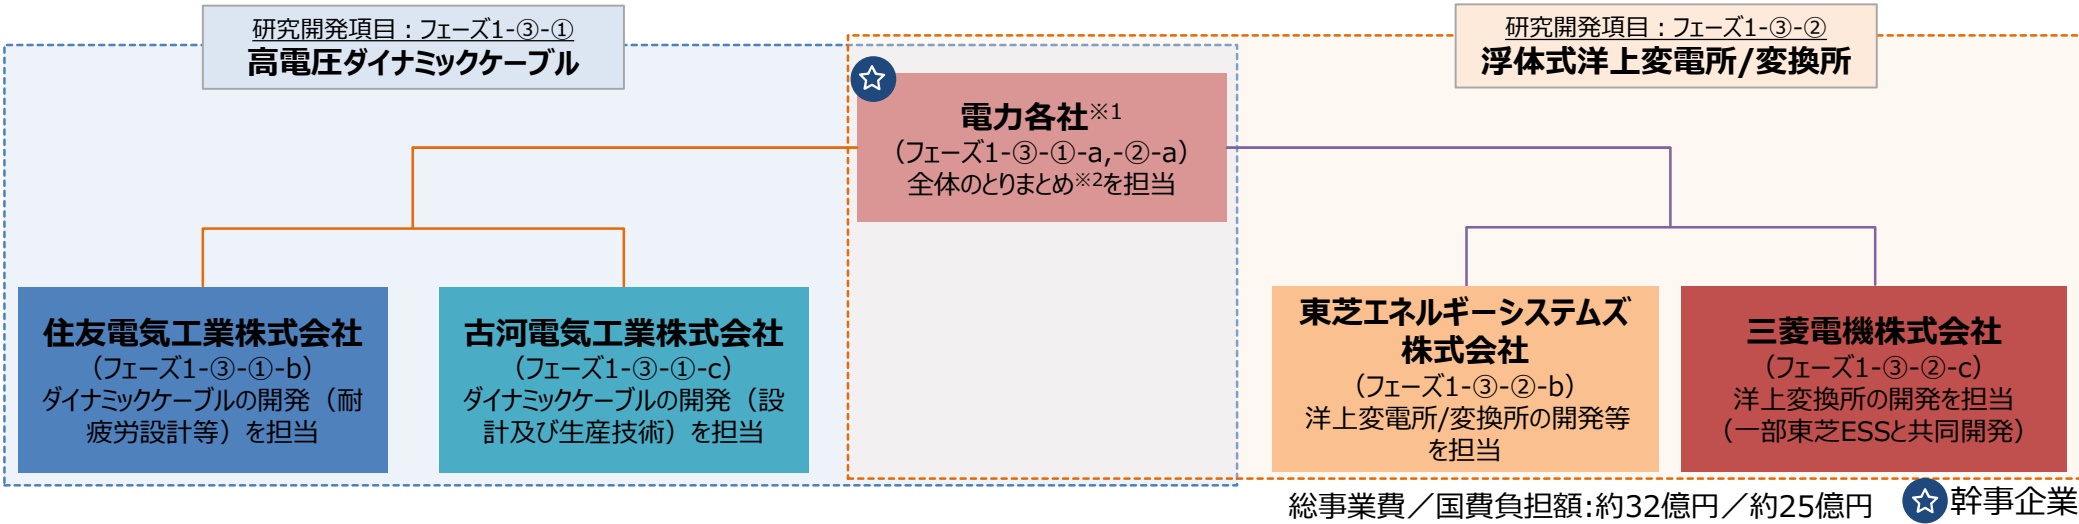 研究開発項目：フェーズ1-③-①
高電圧ダイナミックケーブル
研究開発項目：フェーズ1-③-②
浮体式洋上変電所/変換所
電力各社※1
（フェーズ1-③-①-a,-②-a）
全体のとりまとめ※2を担当
住友電気工業株式会社
（フェーズ1-③-①-b）
ダイナミックケーブルの開発（耐
疲労設計等）を担当
古河電気工業株式会社
（フェーズ1-③-①-c）
ダイナミックケーブルの開発（設
計及び生産技術）を担当
東芝エネルギーシステムズ
株式会社
（フェーズ1-③-②-b）
洋上変電所/変換所の開発等
を担当
三菱電機株式会社
（フェーズ1-③-②-c）
洋上変換所の開発を担当
（一部東芝ESSと共同開発）
総事業費／国費負担額:約32億円／約25億円
幹事企業